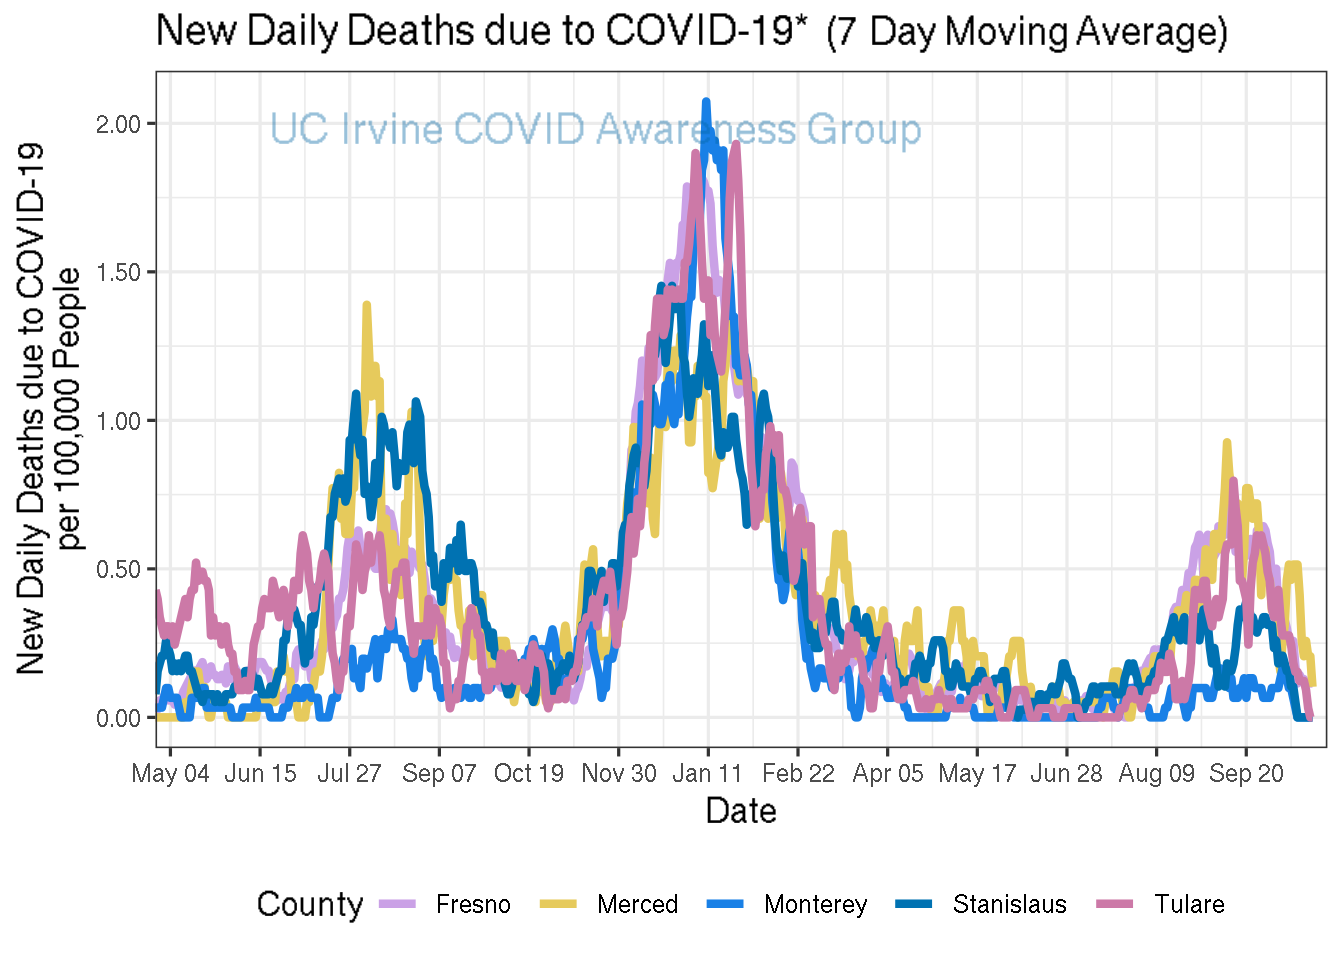 New Daily Deaths due to COVID-19* (7 Day Moving Average)
UC Irvine COVID Awareness Group
New Daily Deaths due to COVID-19
per 100,000 People
2.00
1.50
1.00
0.50
0.00
May 04 Jun 15 Jul 27 Sep 07 Oct 19 Nov 30 Jan 11 Feb 22 Apr 05 May 17 Jun 28 Aug 09 Sep 20
Date
County Fresno Merced Monterey Stanislaus Tulare